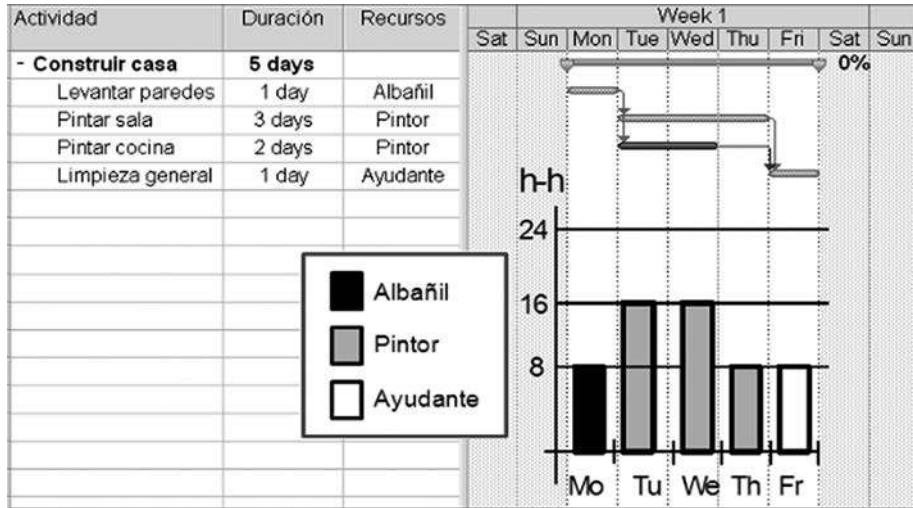 Actividad Duración Recursos Week 1
Sat Sun Mon Tue Wed Thu Fri Sat Sun
- Construir casa 5 days 0%
Levantar paredes 1 day Albañil
Pintar sala 3 days Pintor
Pintar cocina 2 days Pintor
Limpieza general 1 day Ayudante
h-h
24
16
8
Albañil
Pintor
Ayudante
Mo Tu We Th Fr